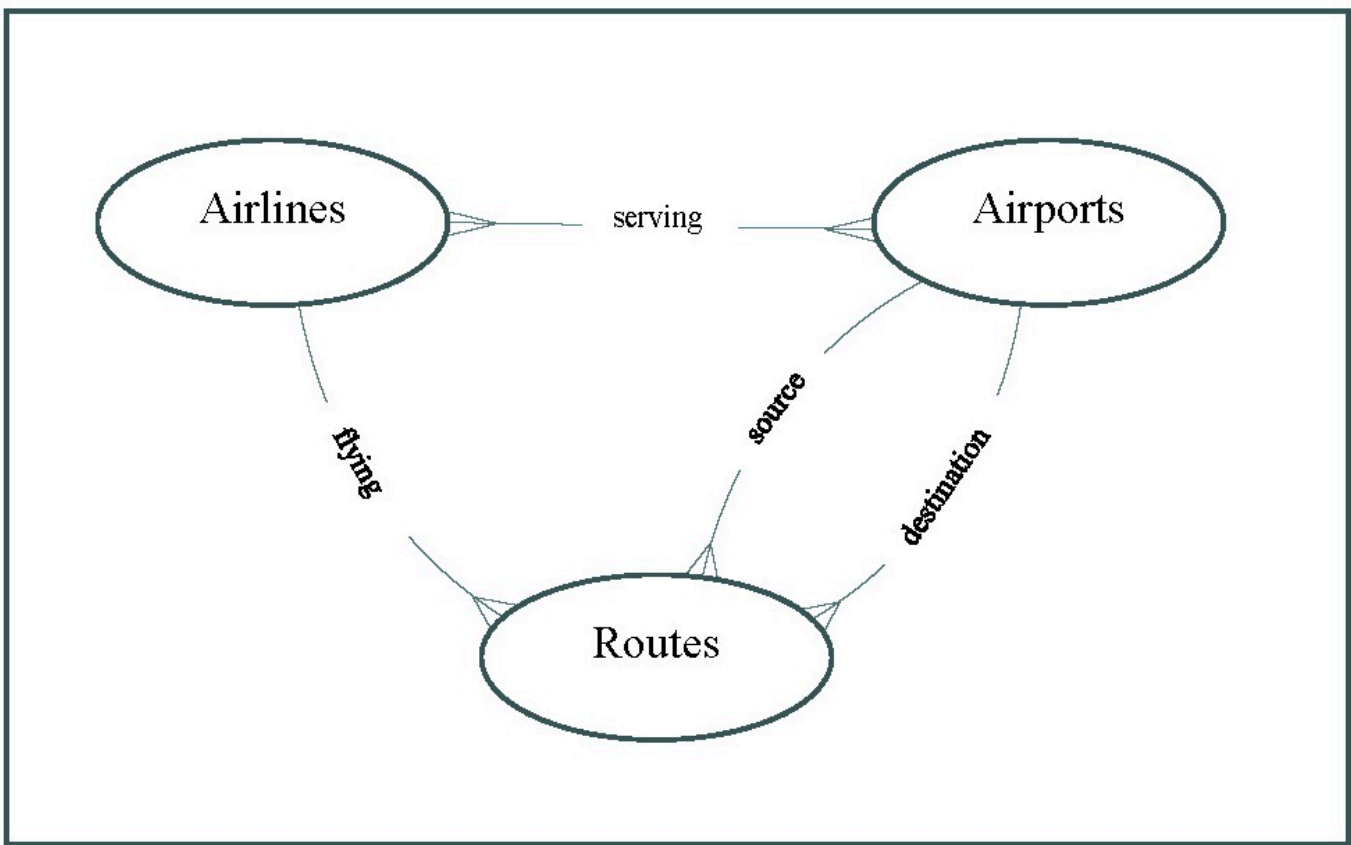 Airlines
serving
Airports
flying
source
destination
Routes